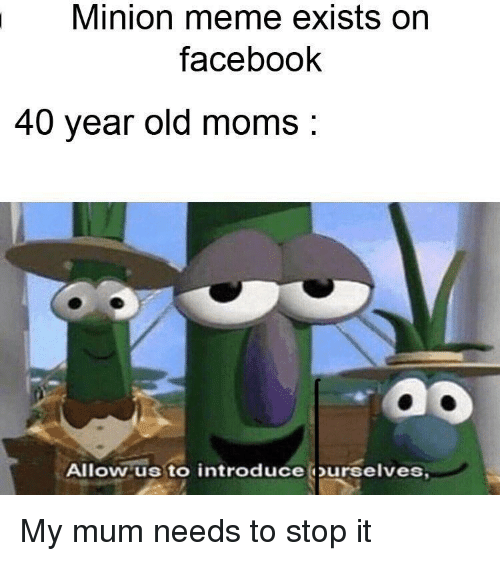 Minion meme exists on
facebook
40 year old moms :
Allow us to introduce ourselves,
My mum needs to stop it